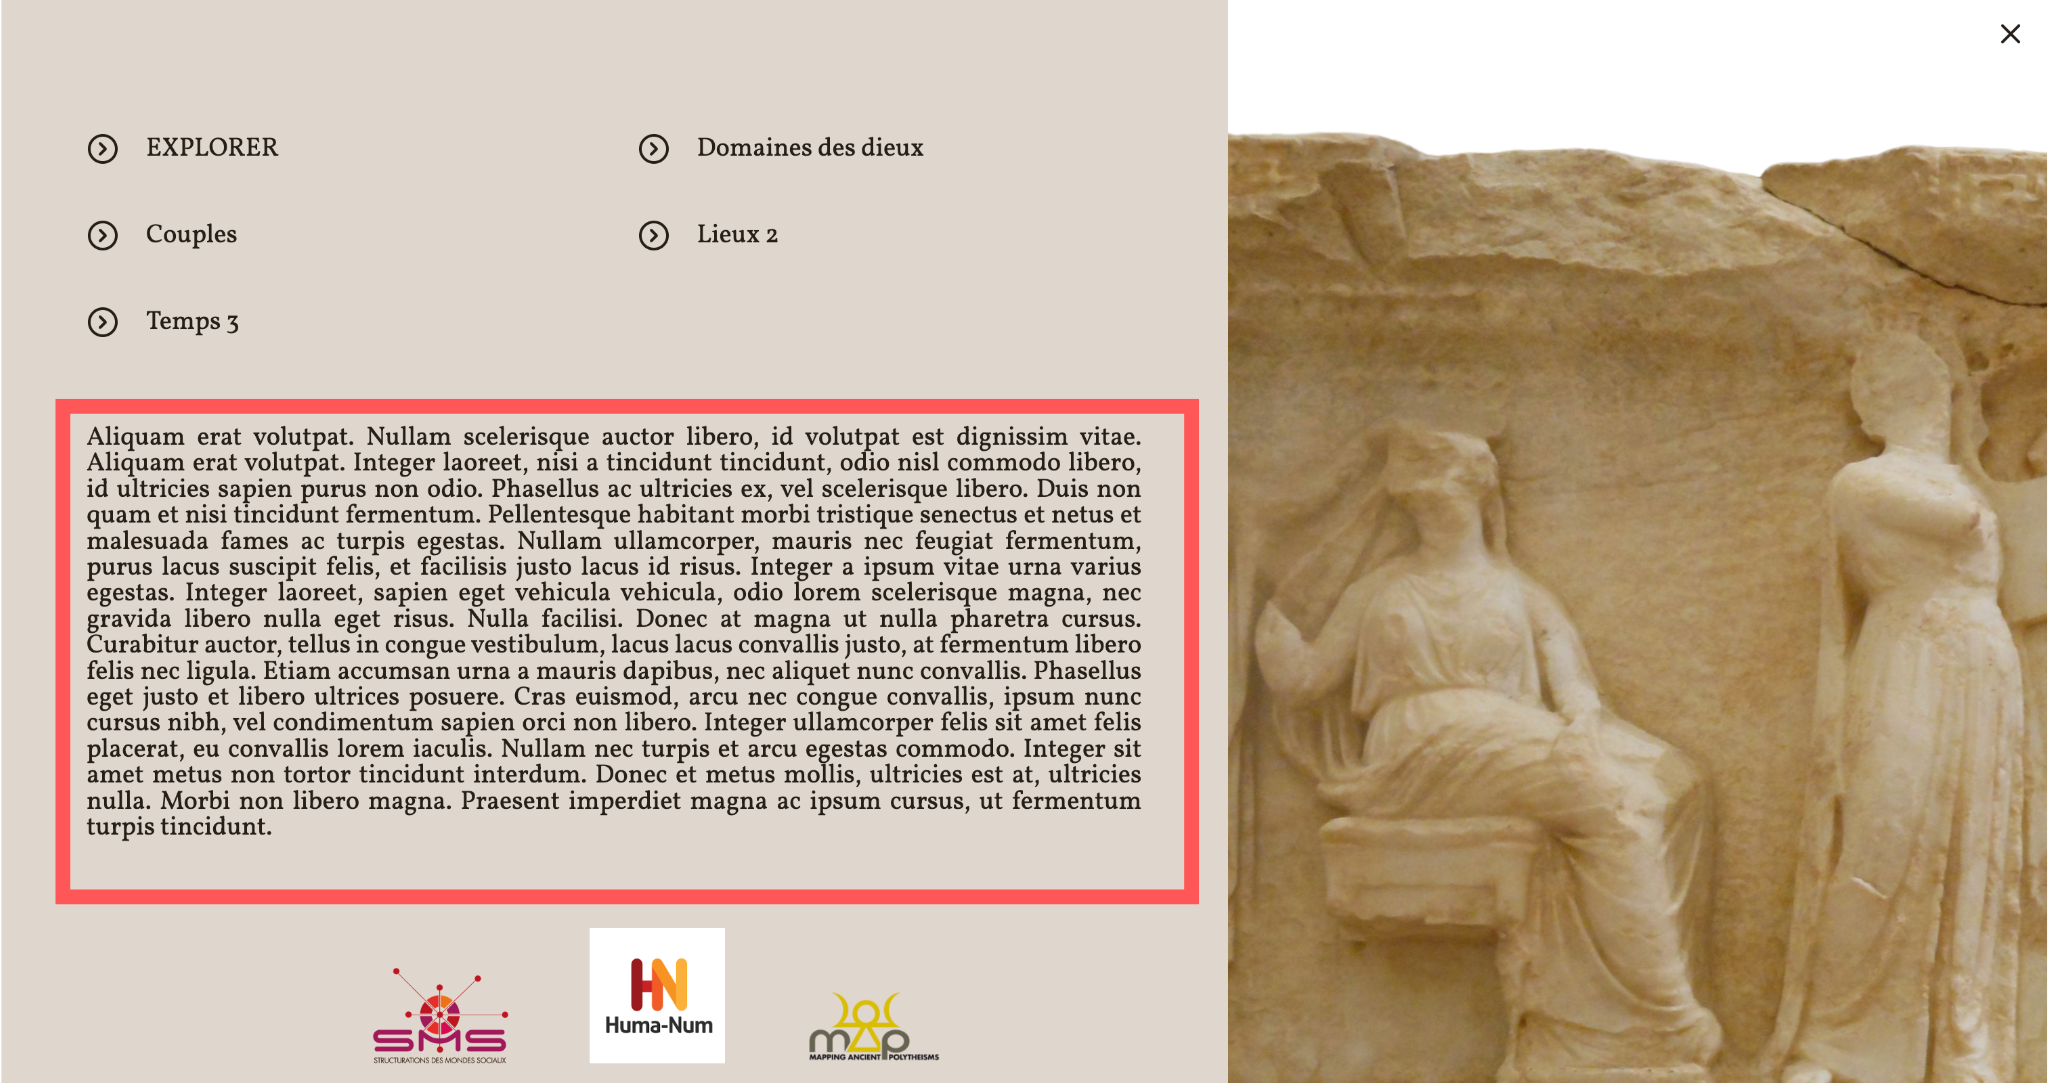 EXPLORER
Domaines des dieux
Couples
Lieux 2
Temps 3
Aliquam erat volutpat. Nullam scelerisque auctor libero, id volutpat est dignissim vitae.
Aliquam erat volutpat. Integer laoreet, nisi a tincidunt tincidunt, odio nisl commodo libero,
id ultricies sapien purus non odio. Phasellus ac ultricies ex, vel scelerisque libero. Duis non
quam et nisi tincidunt fermentum. Pellentesque habitant morbi tristique senectus et netus et
malesuada fames ac turpis egestas. Nullam ullamcorper, mauris nec feugiat fermentum,
purus lacus suscipit felis, et facilisis justo lacus id risus. Integer a ipsum vitae urna varius
egestas. Integer laoreet, sapien eget vehicula vehicula, odio lorem scelerisque magna, nec
gravida libero nulla eget risus. Nulla facilisi. Donec at magna ut nulla pharetra cursus.
Curabitur auctor, tellus in congue vestibulum, lacus lacus convallis justo, at fermentum libero
felis nec ligula. Etiam accumsan urna a mauris dapibus, nec aliquet nunc convallis. Phasellus
eget justo et libero ultrices posuere. Cras euismod, arcu nec congue convallis, ipsum nunc
cursus nibh, vel condimentum sapien orci non libero. Integer ullamcorper felis sit amet felis
placerat, eu convallis lorem iaculis. Nullam nec turpis et arcu egestas commodo. Integer sit
amet metus non tortor tincidunt interdum. Donec et metus mollis, ultricies est at, ultricies
nulla. Morbi non libero magna. Praesent imperdiet magna ac ipsum cursus, ut fermentum
turpis tincidunt.
SMS
STRUCTURATIONS DES MONDES SOCIAUX
HN
Huma-Num
map
MAPPING ANCIENT POLYTHEISMS